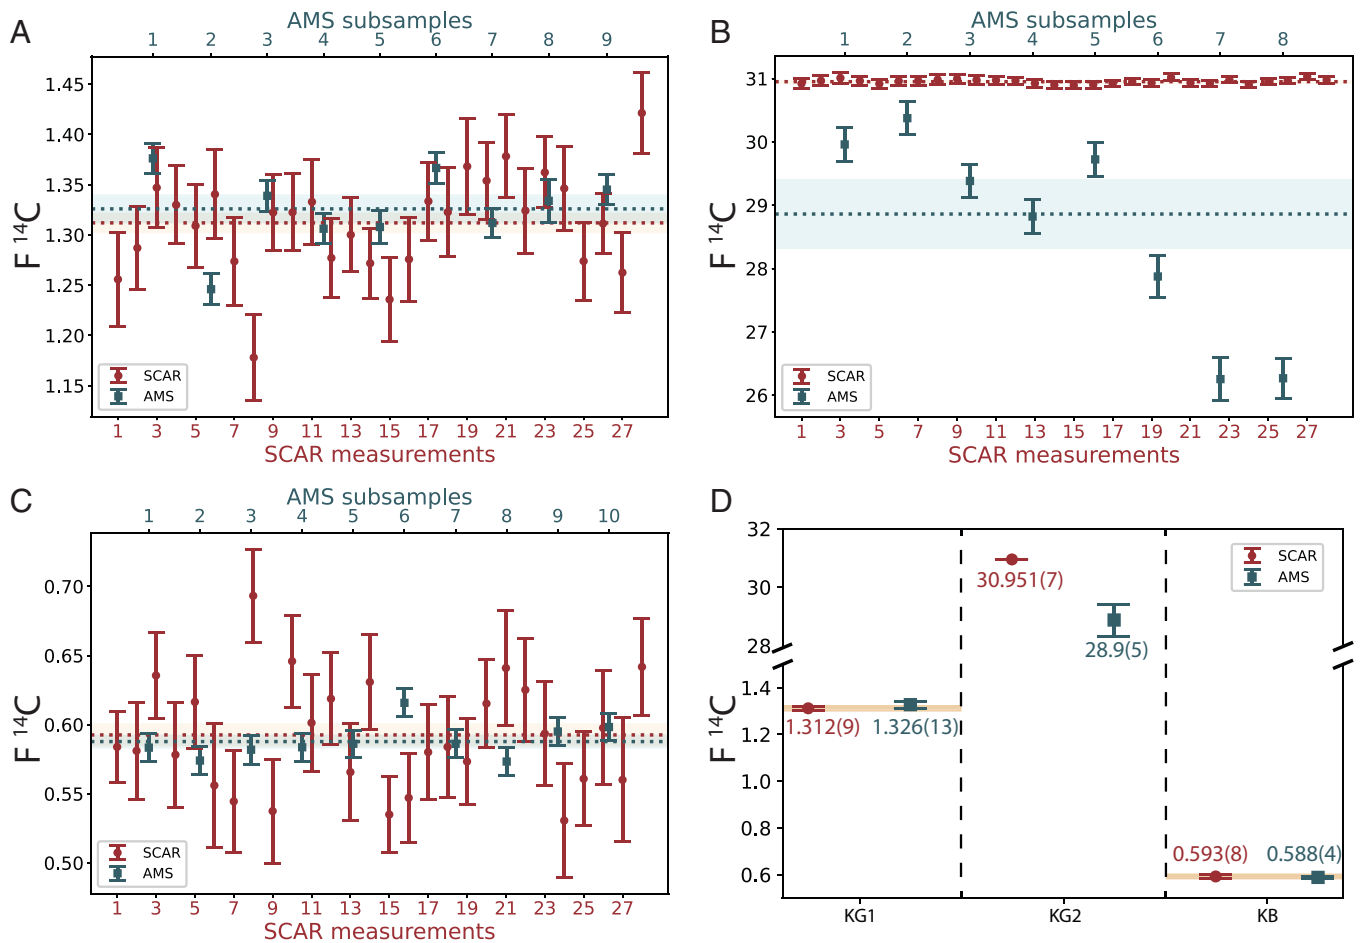 A
AMS subsamples
1 2 3 4 5 6 7 8 9
1.45
1.40
1.35
1.30
1.25
1.20
1.15
F ¹⁴C
SCAR
AMS
1 3 5 7 9 11 13 15 17 19 21 23 25 27
SCAR measurements
B
AMS subsamples
1 2 3 4 5 6 7 8
31
30
29
28
27
26
F ¹⁴C
SCAR
AMS
1 3 5 7 9 11 13 15 17 19 21 23 25 27
SCAR measurements
C
AMS subsamples
1 2 3 4 5 6 7 8 9 10
0.70
0.65
0.60
0.55
0.50
F ¹⁴C
SCAR
AMS
1 3 5 7 9 11 13 15 17 19 21 23 25 27
SCAR measurements
D
32
30
28
1.4
1.2
1.0
0.8
0.6
F ¹⁴C
SCAR
AMS
30.951(7)
28.9(5)
1.312(9) 1.326(13)
0.593(8) 0.588(4)
KG1 KG2 KB